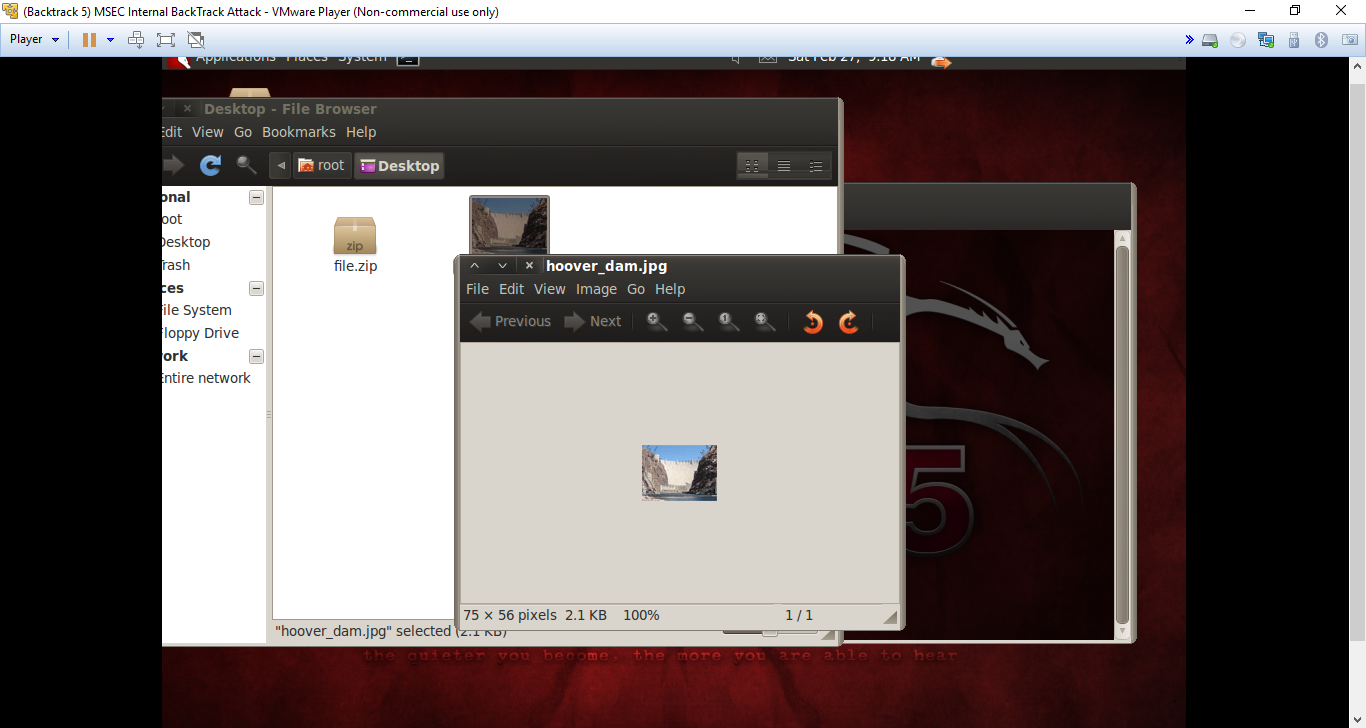 (Backtrack 5) MSEC Internal BackTrack Attack - VMware Player (Non-commercial use only)
Player
Applications Places System
Sat Feb 27, 9:18 AM
Desktop - File Browser
Edit View Go Bookmarks Help
root Desktop
onal
oot
Desktop
Trash
ces
File System
Floppy Drive
work
Entire network
zip
file.zip
hoover_dam.jpg
File Edit View Image Go Help
Previous Next
75 × 56 pixels 2.1 KB 100% 1 / 1
"hoover_dam.jpg" selected (2.1 KB)
5
the quieter you become, the more you are able to hear